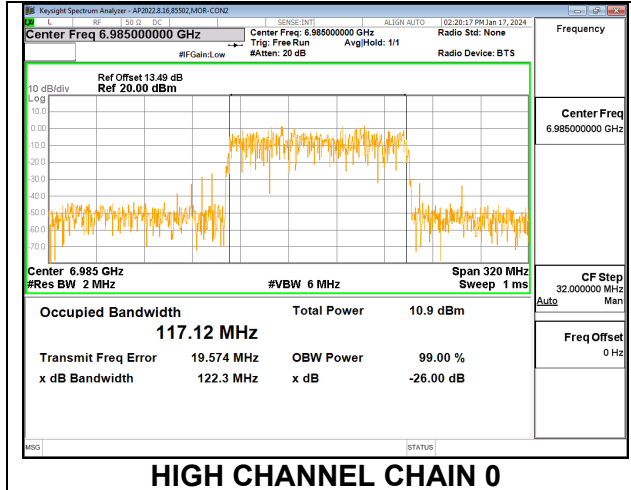 Keysight Spectrum Analyzer - AP2022.8.16,85502,MOR-CON2
L RF 50 Ω DC SENSE:INT ALIGN AUTO 02:20:17 PM Jan 17, 2024
Center Freq 6.985000000 GHz
Center Freq: 6.985000000 GHz
Radio Std: None
Trig: Free Run Avg|Hold: 1/1
#IFGain:Low #Atten: 20 dB Radio Device: BTS
Frequency
Ref Offset 13.49 dB
10 dB/div Ref 20.00 dBm
Log
10.0
0.00
-10.0
-20.0
-30.0
-40.0
-50.0
-60.0
-70.0
Center 6.985 GHz Span 320 MHz
#Res BW 2 MHz #VBW 6 MHz Sweep 1 ms
Occupied Bandwidth Total Power 10.9 dBm
117.12 MHz
Transmit Freq Error 19.574 MHz OBW Power 99.00 %
x dB Bandwidth 122.3 MHz x dB -26.00 dB
Center Freq
6.985000000 GHz
CF Step
32.000000 MHz
Auto Man
Freq Offset
0 Hz
MSG STATUS
HIGH CHANNEL CHAIN 0